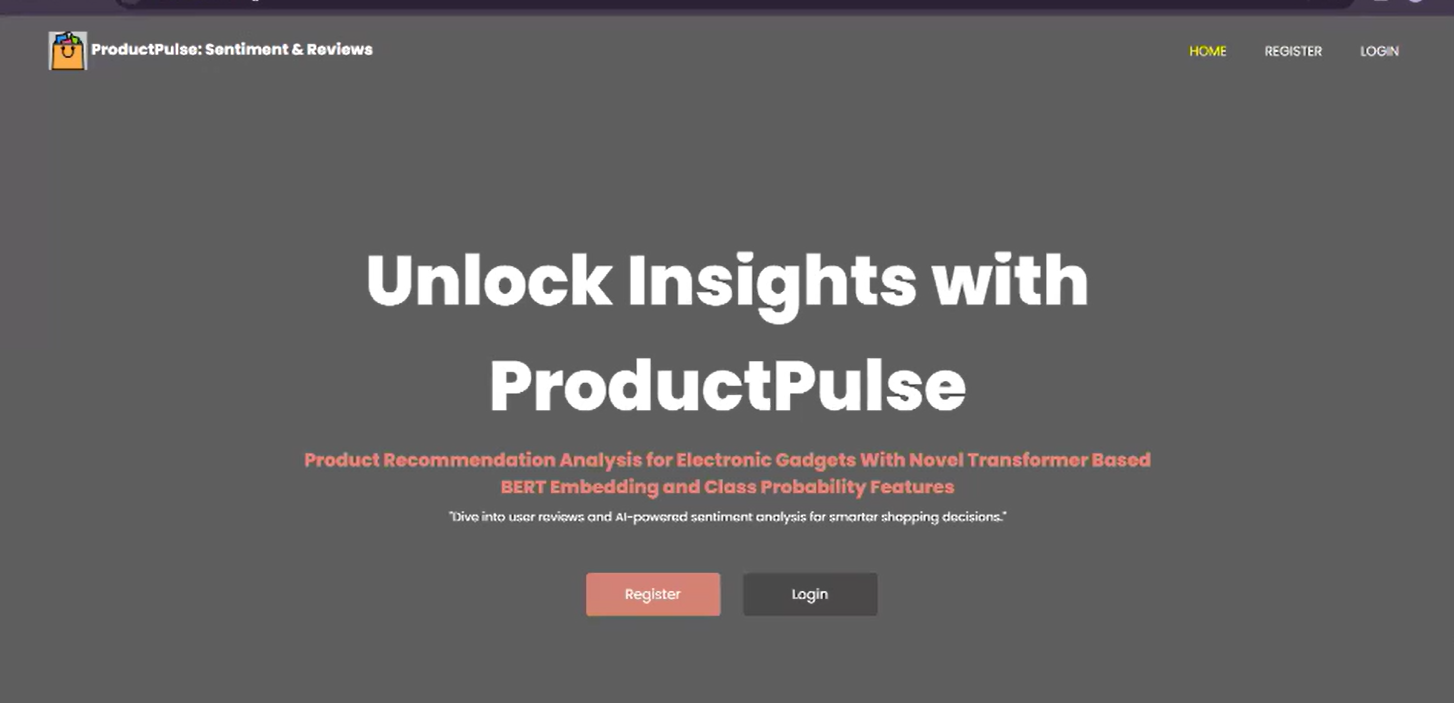 ProductPulse: Sentiment & Reviews
HOME
REGISTER
LOGIN
Unlock Insights with
ProductPulse
Product Recommendation Analysis for Electronic Gadgets With Novel Transformer Based
BERT Embedding and Class Probability Features
"Dive into user reviews and AI-powered sentiment analysis for smarter shopping decisions."
Register
Login